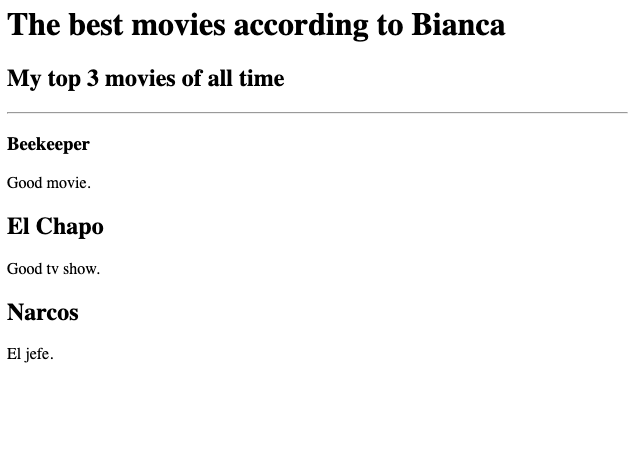 The best movies according to Bianca
My top 3 movies of all time
Beekeeper
Good movie.
El Chapo
Good tv show.
Narcos
El jefe.